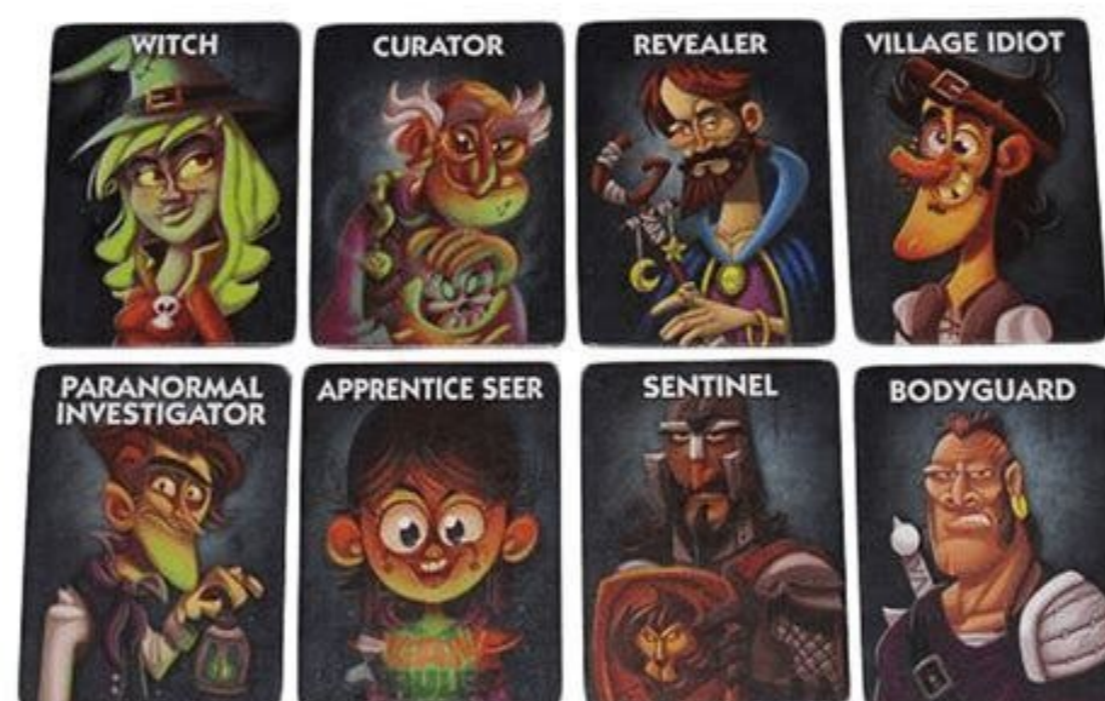 WITCH
CURATOR
REVEALER
VILLAGE IDIOT
PARANORMAL
INVESTIGATOR
APPRENTICE SEER
SENTINEL
BODYGUARD